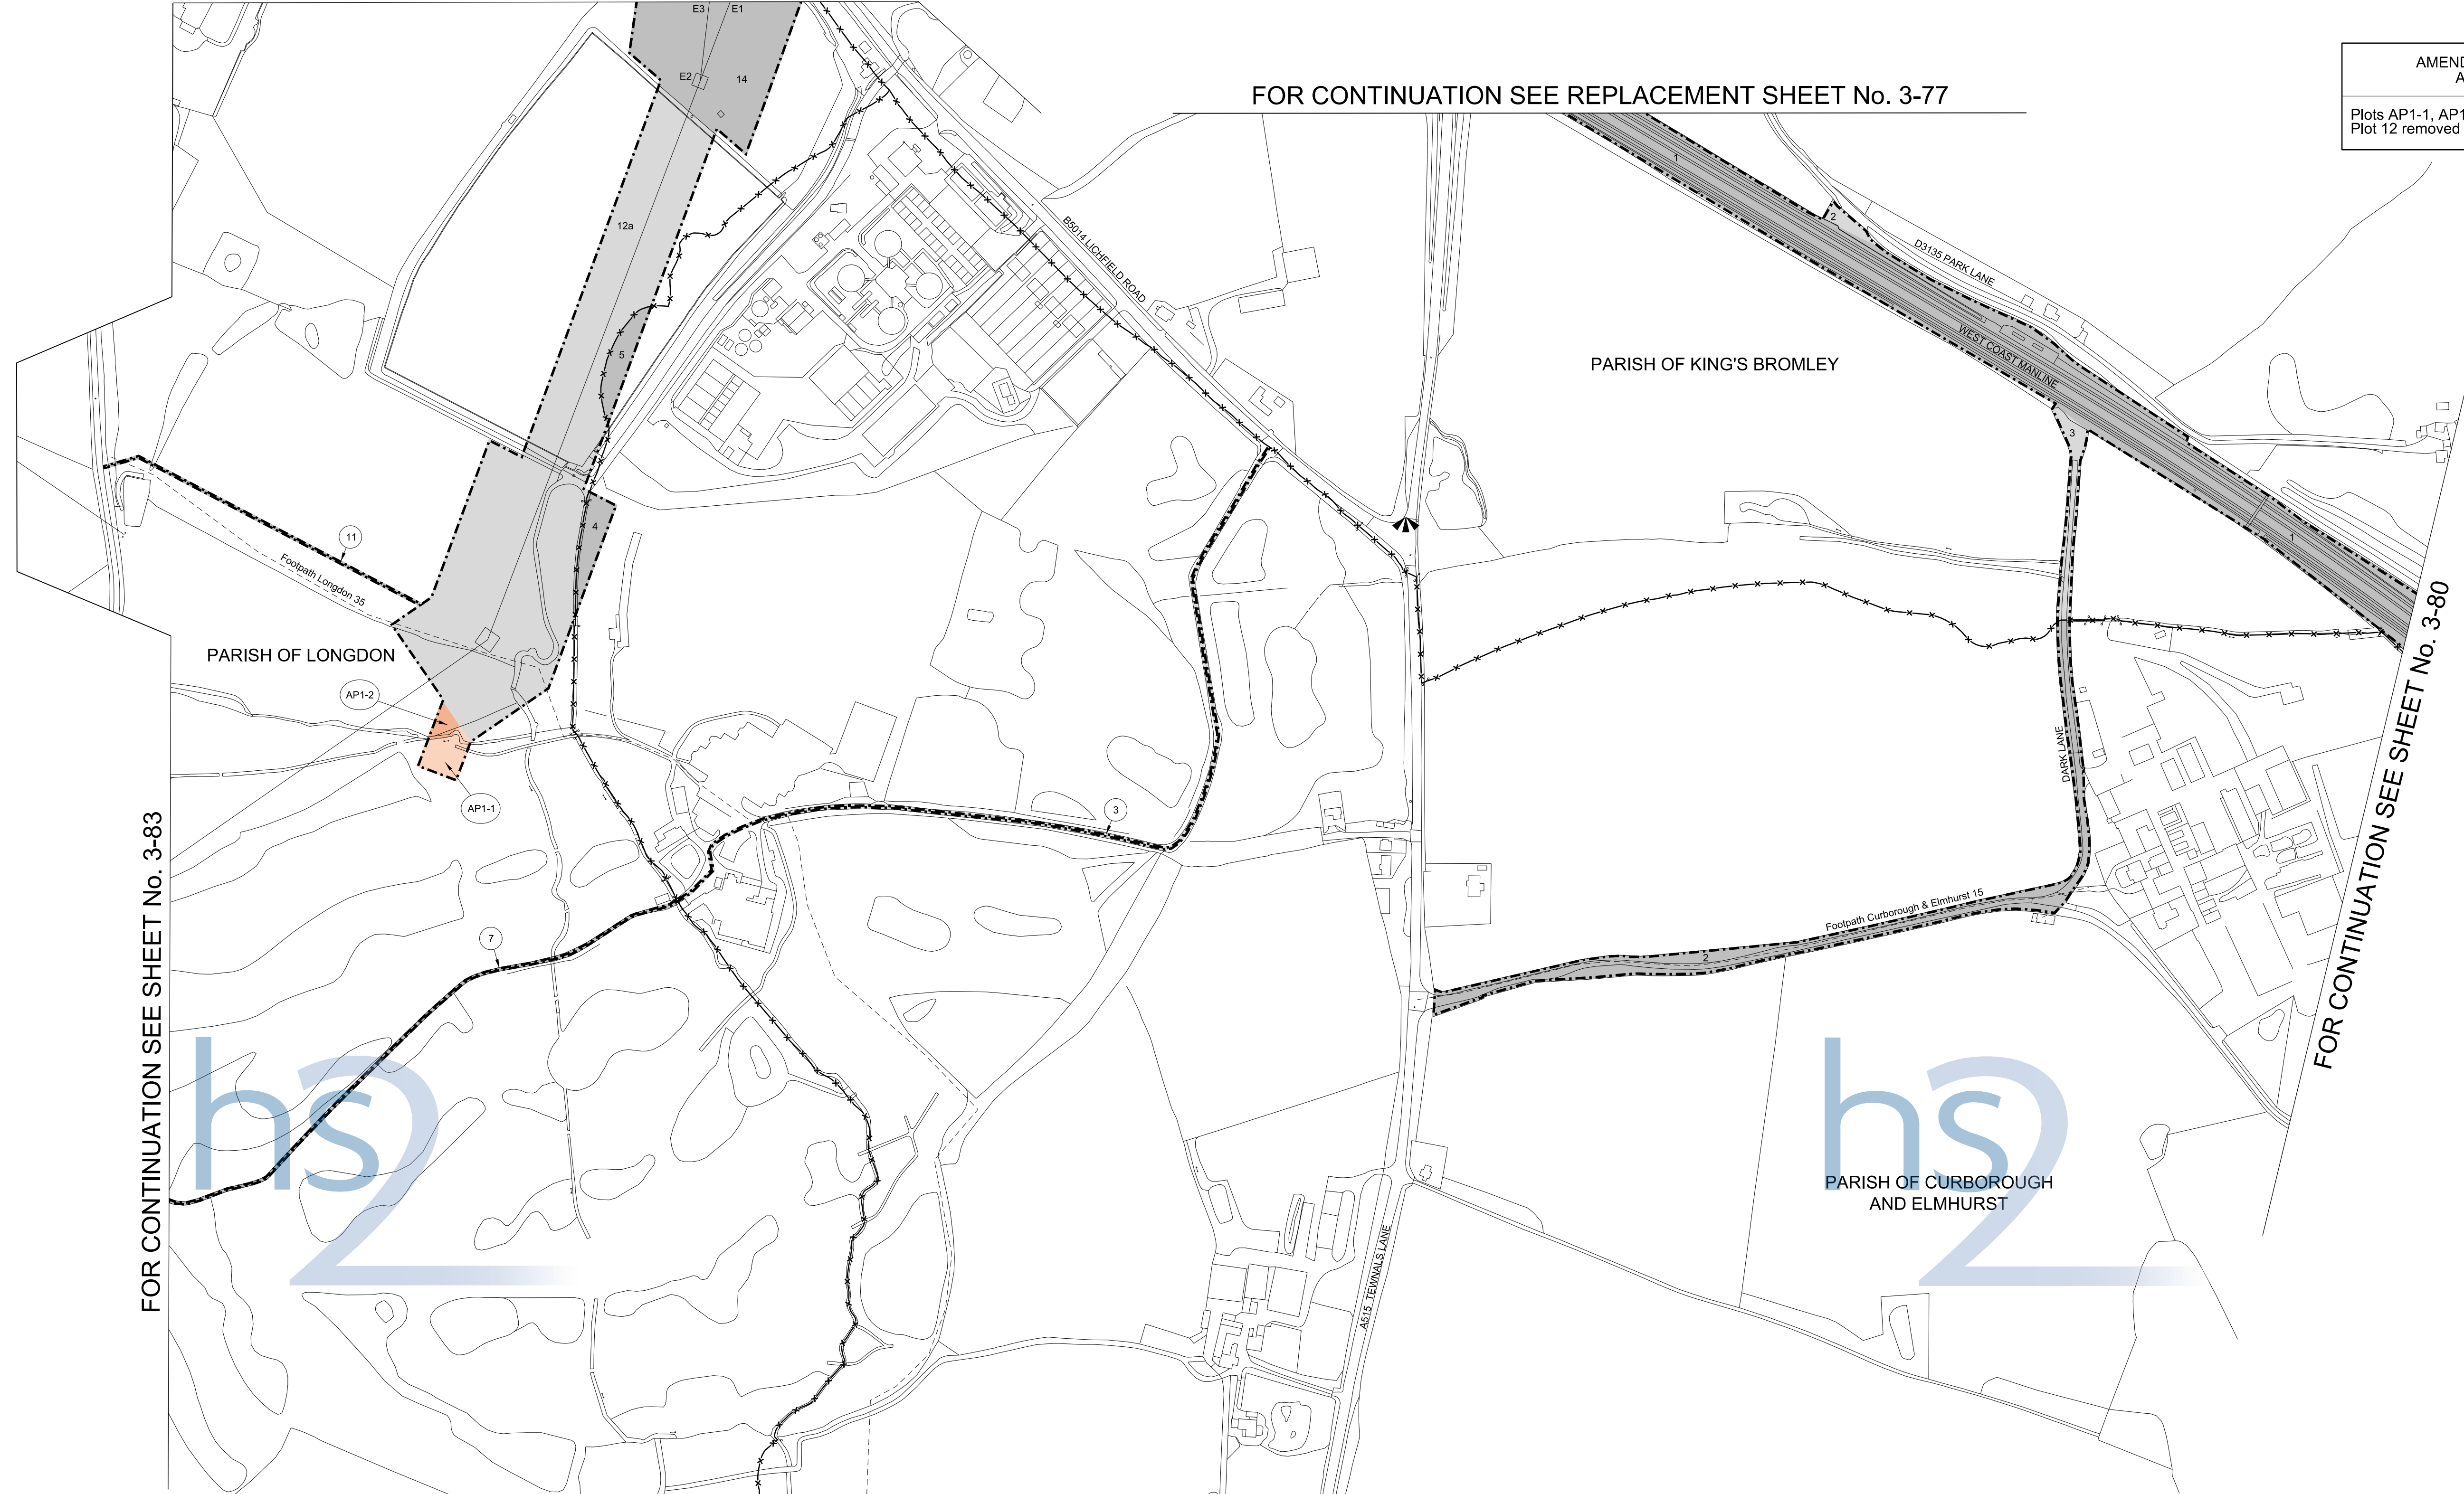 E3
E1
AMEND
A
E2
14
FOR CONTINUATION SEE REPLACEMENT SHEET No. 3-77
Plots AP1-1, AP1
Plot 12 removed
1
2
12a
B5014 LICHFIELD ROAD
D3135 PARK LANE
WEST COAST MANLINE
5
PARISH OF KING'S BROMLEY
3
4
11
1
Footpath Longdon 35
PARISH OF LONGDON
AP1-2
AP1-1
3
DARK LANE
FOR CONTINUATION SEE SHEET No. 3-80
FOR CONTINUATION SEE SHEET No. 3-83
7
Footpath Curborough & Elmhurst 15
2
hs2
hs2
PARISH OF CURBOROUGH
AND ELMHURST
A515 TEWNALS LANE